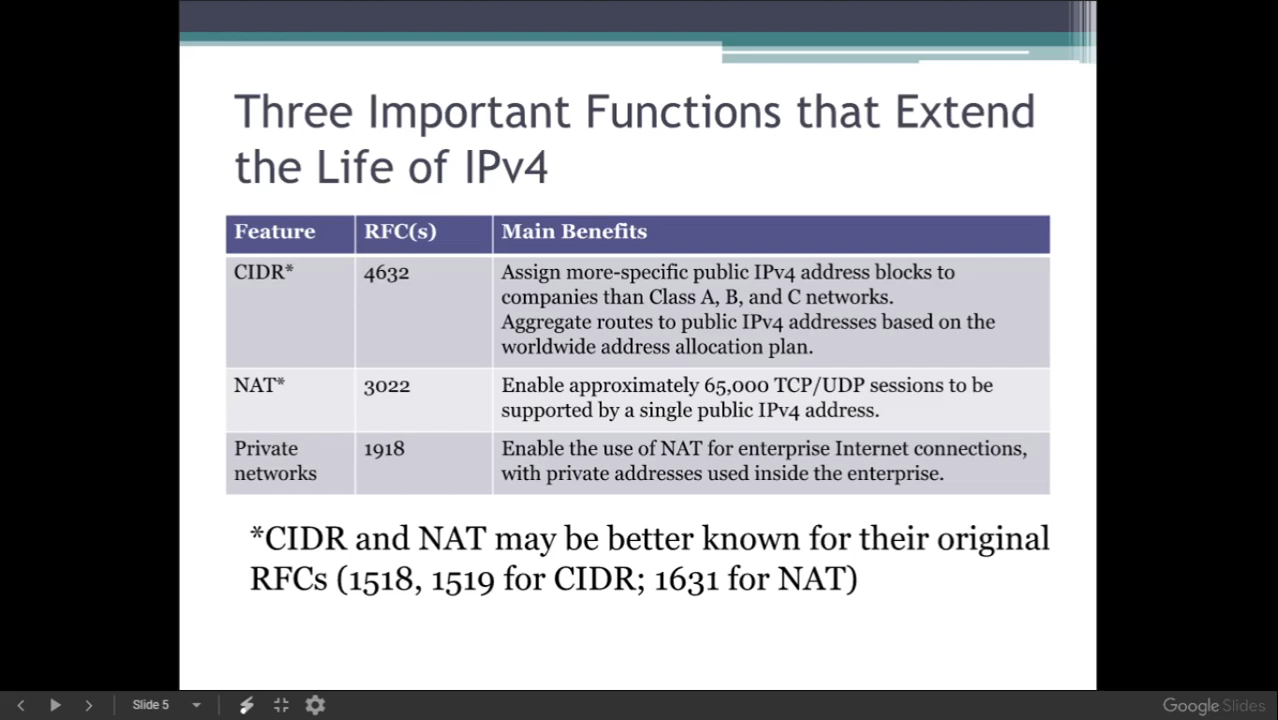 Three Important Functions that Extend
the Life of IPv4
Feature RFC(s) Main Benefits
CIDR* 4632 Assign more-specific public IPv4 address blocks to
companies than Class A, B, and C networks.
Aggregate routes to public IPv4 addresses based on the
worldwide address allocation plan.
NAT* 3022 Enable approximately 65,000 TCP/UDP sessions to be
supported by a single public IPv4 address.
Private 1918 Enable the use of NAT for enterprise Internet connections,
networks with private addresses used inside the enterprise.
*CIDR and NAT may be better known for their original
RFCs (1518, 1519 for CIDR; 1631 for NAT)
Slide 5
Google Slides